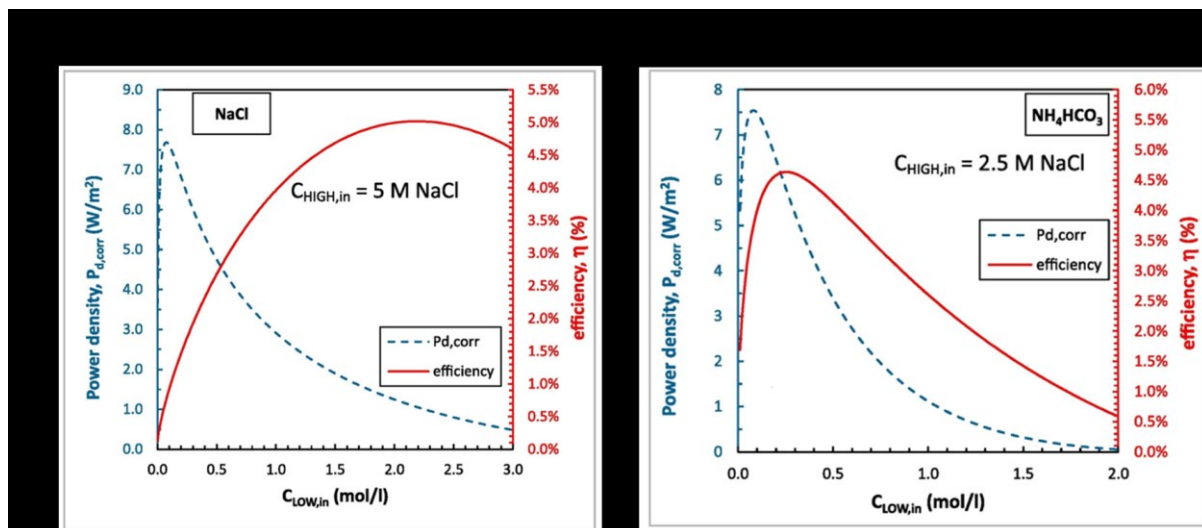 NaCl
C_HIGH,in = 5 M NaCl
Pd,corr
efficiency
Power density, P_d,corr (W/m²)
9.0
8.0
7.0
6.0
5.0
4.0
3.0
2.0
1.0
0.0
efficiency, η (%)
5.5%
5.0%
4.5%
4.0%
3.5%
3.0%
2.5%
2.0%
1.5%
1.0%
0.5%
0.0%
0.0 0.5 1.0 1.5 2.0 2.5 3.0
C_LOW,in (mol/l)
NH₄HCO₃
C_HIGH,in = 2.5 M NaCl
Pd,corr
efficiency
Power density, P_d,corr (W/m²)
8
7
6
5
4
3
2
1
0
efficiency, η (%)
6.0%
5.5%
5.0%
4.5%
4.0%
3.5%
3.0%
2.5%
2.0%
1.5%
1.0%
0.5%
0.0%
0.0 0.5 1.0 1.5 2.0
C_LOW,in (mol/l)